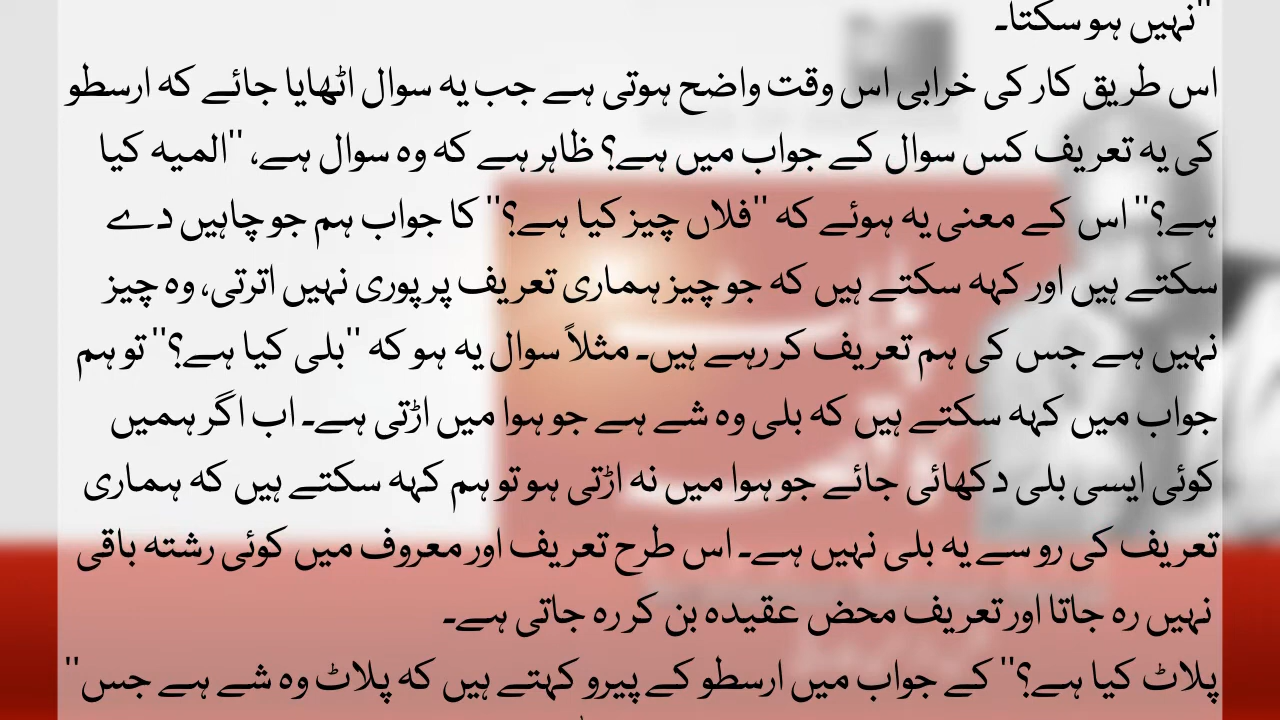 "نہیں ہو سکتا۔
اس طریق کار کی خرابی اس وقت واضح ہوتی ہے جب یہ سوال اٹھایا جائے کہ ارسطو
کی یہ تعریف کس سوال کے جواب میں ہے؟ ظاہر ہے کہ وہ سوال ہے، "المیہ کیا
ہے؟" اس کے معنی یہ ہوئے کہ "فلاں چیز کیا ہے؟" کا جواب ہم جو چاہیں دے
سکتے ہیں اور کہہ سکتے ہیں کہ جو چیز ہماری تعریف پر پوری نہیں اترتی، وہ چیز
نہیں ہے جس کی ہم تعریف کر رہے ہیں۔ مثلاً سوال یہ ہو کہ "بلی کیا ہے؟" تو ہم
جواب میں کہہ سکتے ہیں کہ بلی وہ شے ہے جو ہوا میں اڑتی ہے۔ اب اگر ہمیں
کوئی ایسی بلی دکھائی جائے جو ہوا میں نہ اڑتی ہو تو ہم کہہ سکتے ہیں کہ ہماری
تعریف کی رو سے یہ بلی نہیں ہے۔ اس طرح تعریف اور معروف میں کوئی رشتہ باقی
نہیں رہ جاتا اور تعریف محض عقیدہ بن کر رہ جاتی ہے۔
پلاٹ کیا ہے؟" کے جواب میں ارسطو کے پیرو کہتے ہیں کہ پلاٹ وہ شے ہے جس"